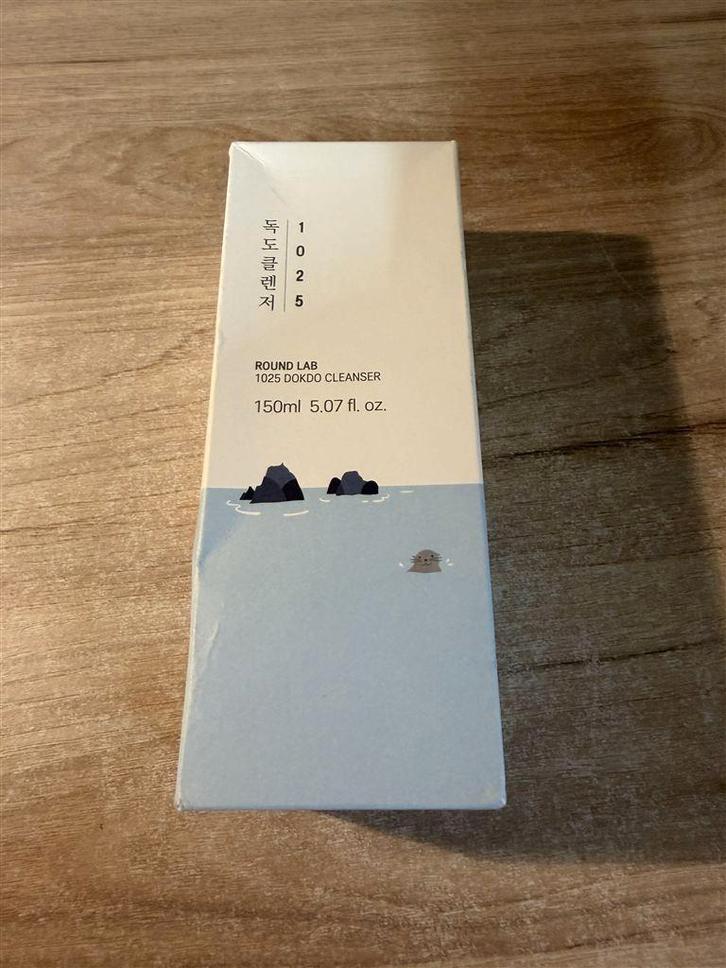 독도클렌저
1025
ROUND LAB
1025 DOKDO CLEANSER
150ml 5.07 fl. oz.